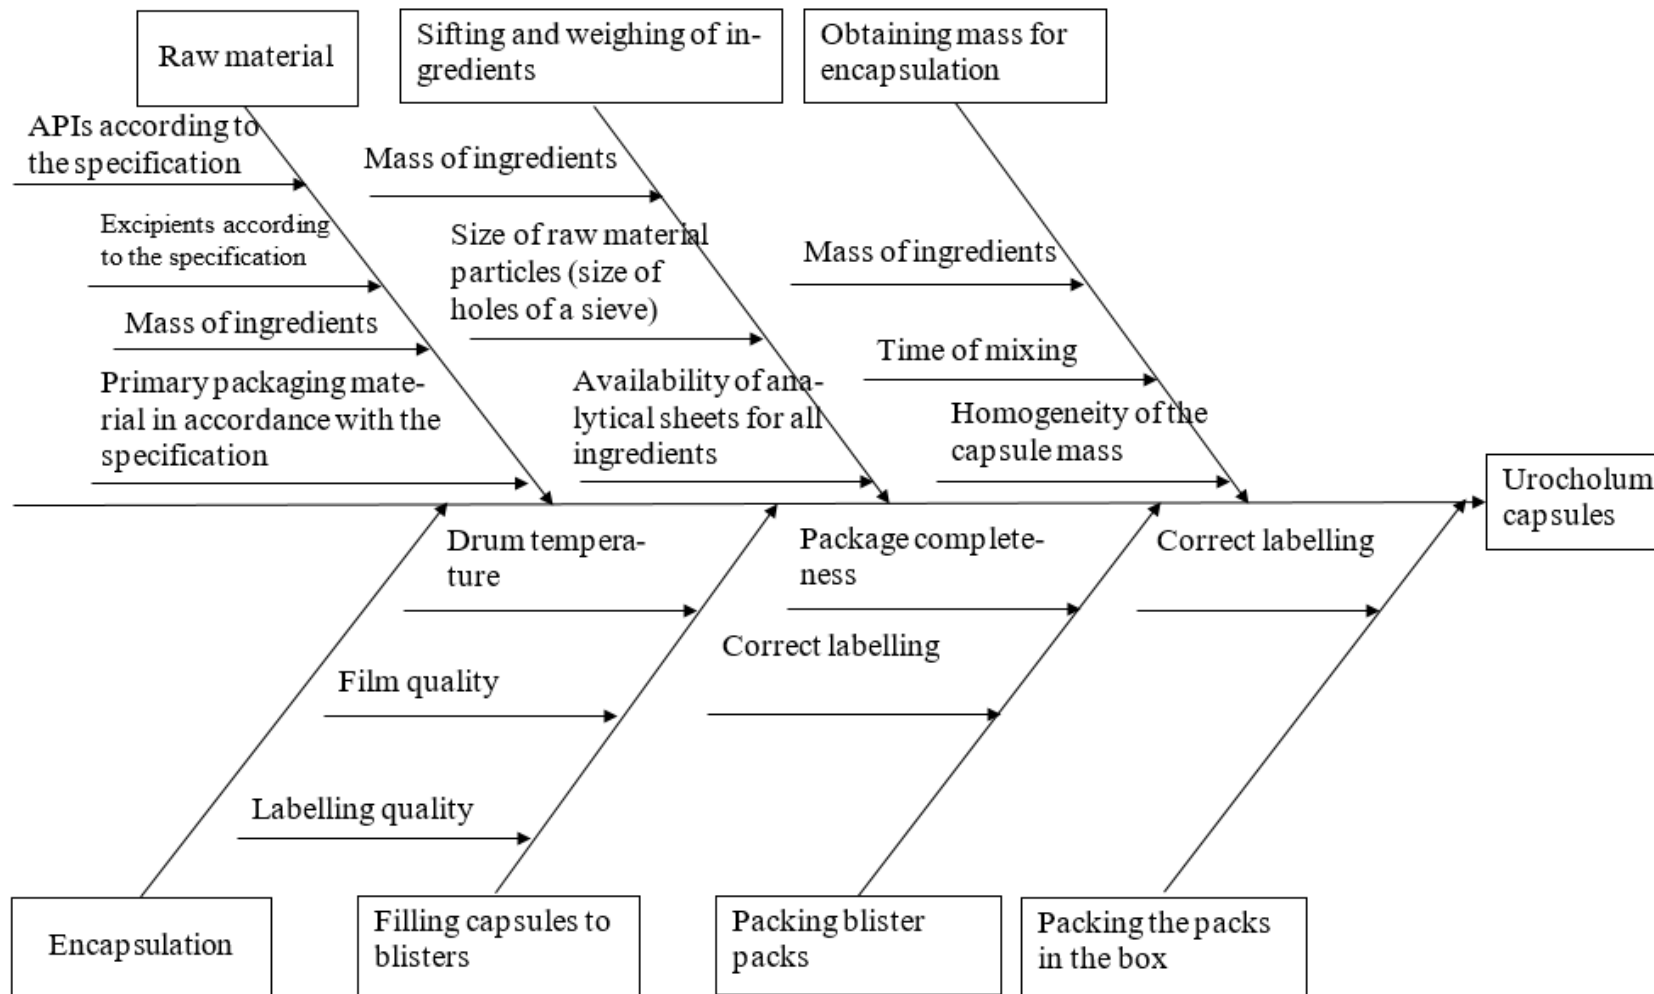 Raw material
Sifting and weighing of in-
gredients
Obtaining mass for
encapsulation
APIs according to
the specification
Excipients according
to the specification
Mass of ingredients
Primary packaging mate-
rial in accordance with the
specification
Mass of ingredients
Size of raw material
particles (size of
holes of a sieve)
Availability of ana-
lytical sheets for all
ingredients
Mass of ingredients
Time of mixing
Homogeneity of the
capsule mass
Urocholum
capsules
Drum tempera-
ture
Film quality
Labelling quality
Package complete-
ness
Correct labelling
Correct labelling
Encapsulation
Filling capsules to
blisters
Packing blister
packs
Packing the packs
in the box